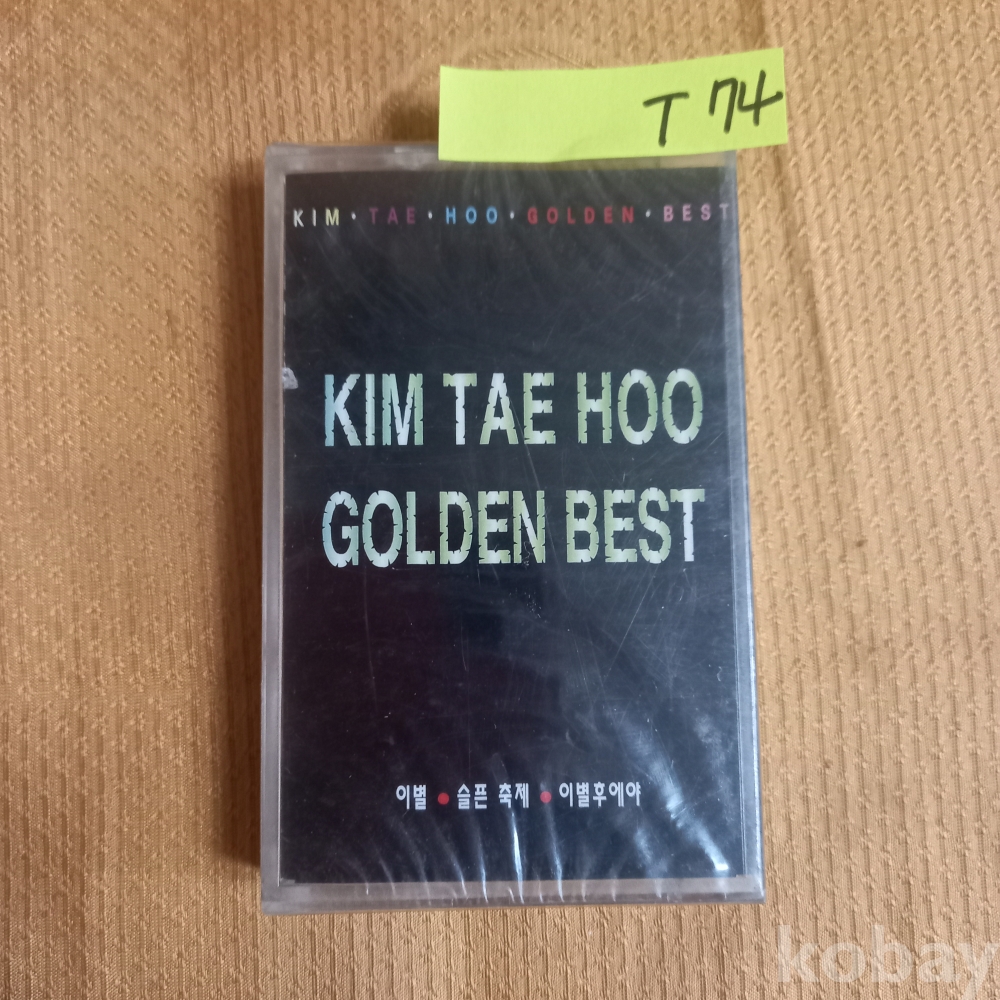 T 74
KIM · TAE · HOO · GOLDEN · BEST
KIM TAE HOO
GOLDEN BEST
이별 ● 슬픈 축제 ● 이별후에야
kobay